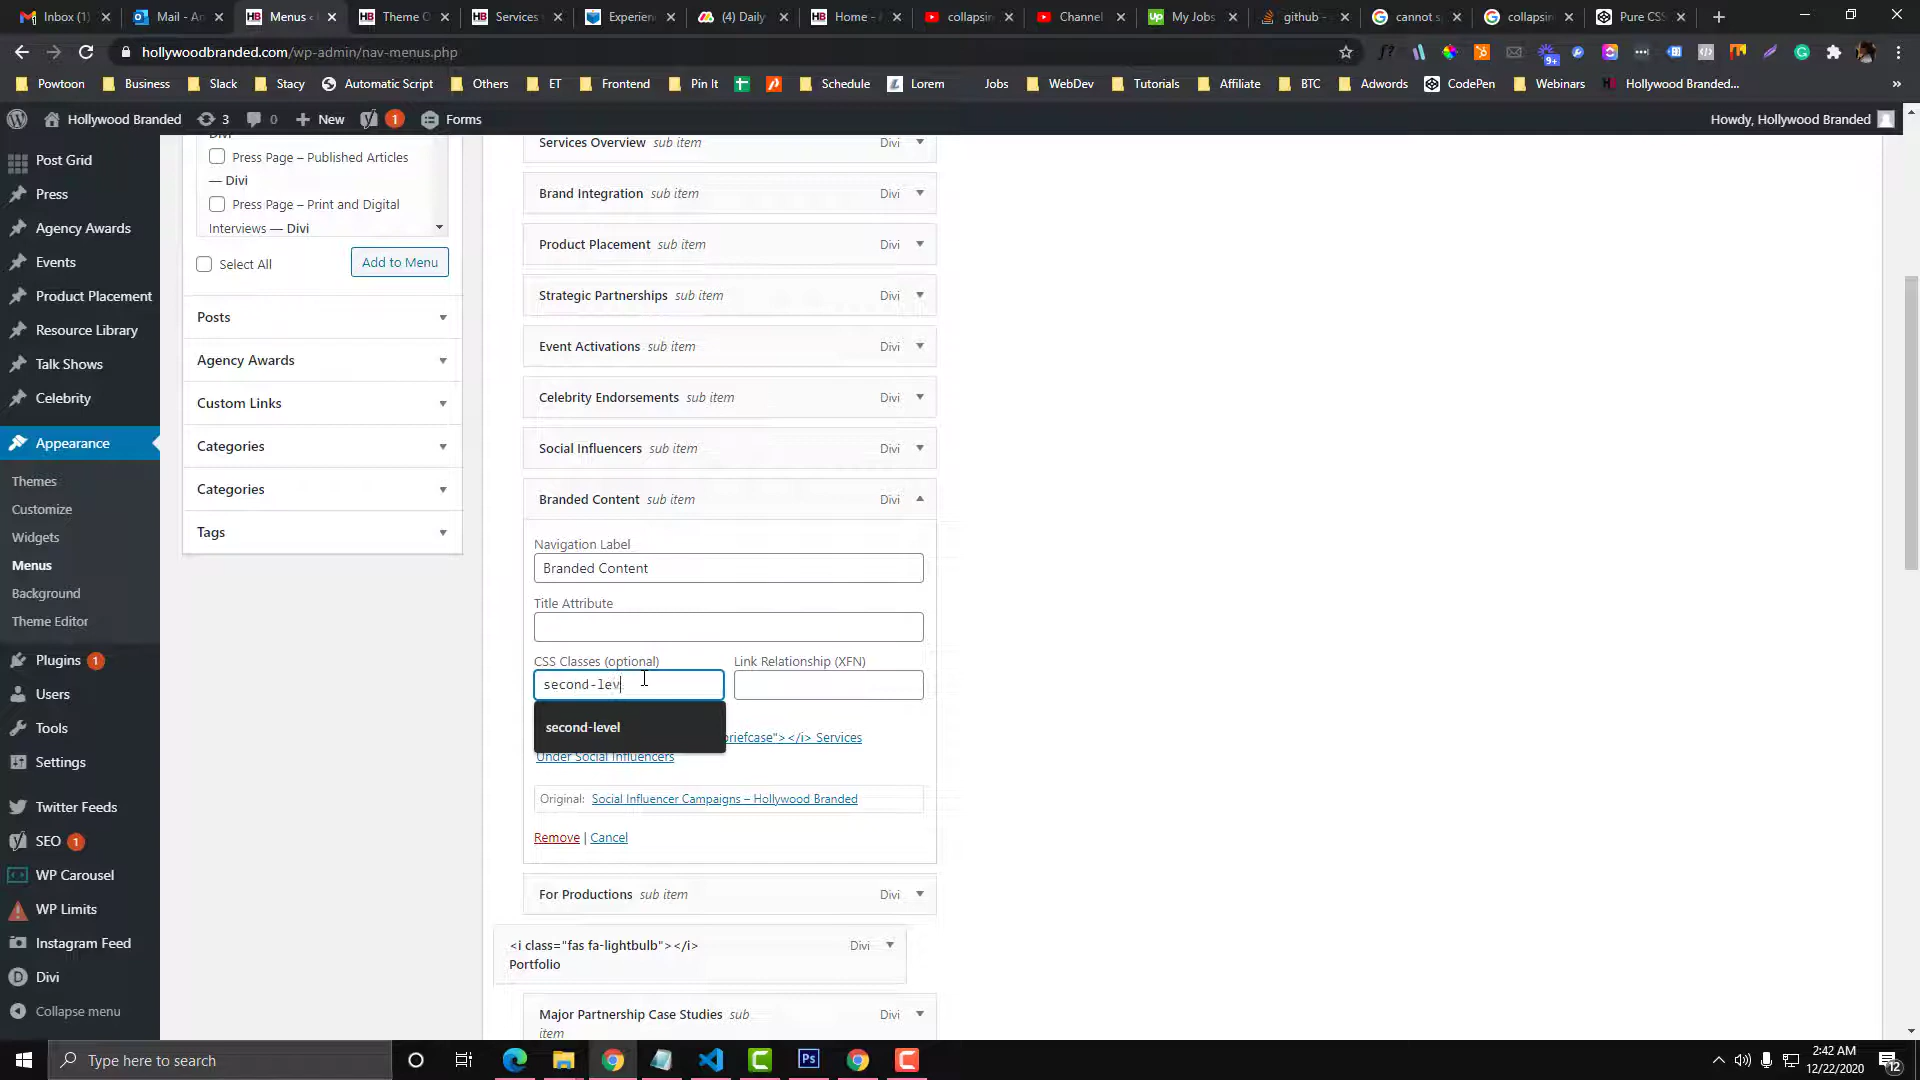 Inbox (1)
Mail - An
Menus ‹
Theme O
Services
Experien
(4) Daily
Home -
collapsin
Channel
My Jobs
github -
cannot s
collapsin
Pure CSS
hollywoodbranded.com/wp-admin/nav-menus.php
Powtoon
Business
Slack
Stacy
Automatic Script
Others
ET
Frontend
Pin It
Schedule
Lorem
Jobs
WebDev
Tutorials
Affiliate
BTC
Adwords
CodePen
Webinars
Hollywood Branded...
Hollywood Branded
3
0
New
1
Forms
Howdy, Hollywood Branded
Post Grid
Press
Agency Awards
Events
Product Placement
Resource Library
Talk Shows
Celebrity
Appearance
Themes
Customize
Widgets
Menus
Background
Theme Editor
Plugins 1
Users
Tools
Settings
Twitter Feeds
SEO 1
WP Carousel
WP Limits
Instagram Feed
Divi
Collapse menu
Divi
Press Page – Published Articles
— Divi
Press Page – Print and Digital
Interviews — Divi
Select All
Add to Menu
Posts
Agency Awards
Custom Links
Categories
Categories
Tags
Services Overview sub item Divi
Brand Integration sub item Divi
Product Placement sub item Divi
Strategic Partnerships sub item Divi
Event Activations sub item Divi
Celebrity Endorsements sub item Divi
Social Influencers sub item Divi
Branded Content sub item Divi
Navigation Label
Branded Content
Title Attribute
CSS Classes (optional)
Link Relationship (XFN)
second-lev
second-level
briefcase"></i> Services
Under Social Influencers
Original: Social Influencer Campaigns – Hollywood Branded
Remove | Cancel
For Productions sub item Divi
<i class="fas fa-lightbulb"></i> Divi
Portfolio
Major Partnership Case Studies sub Divi
item
Type here to search
2:42 AM
12/22/2020
12